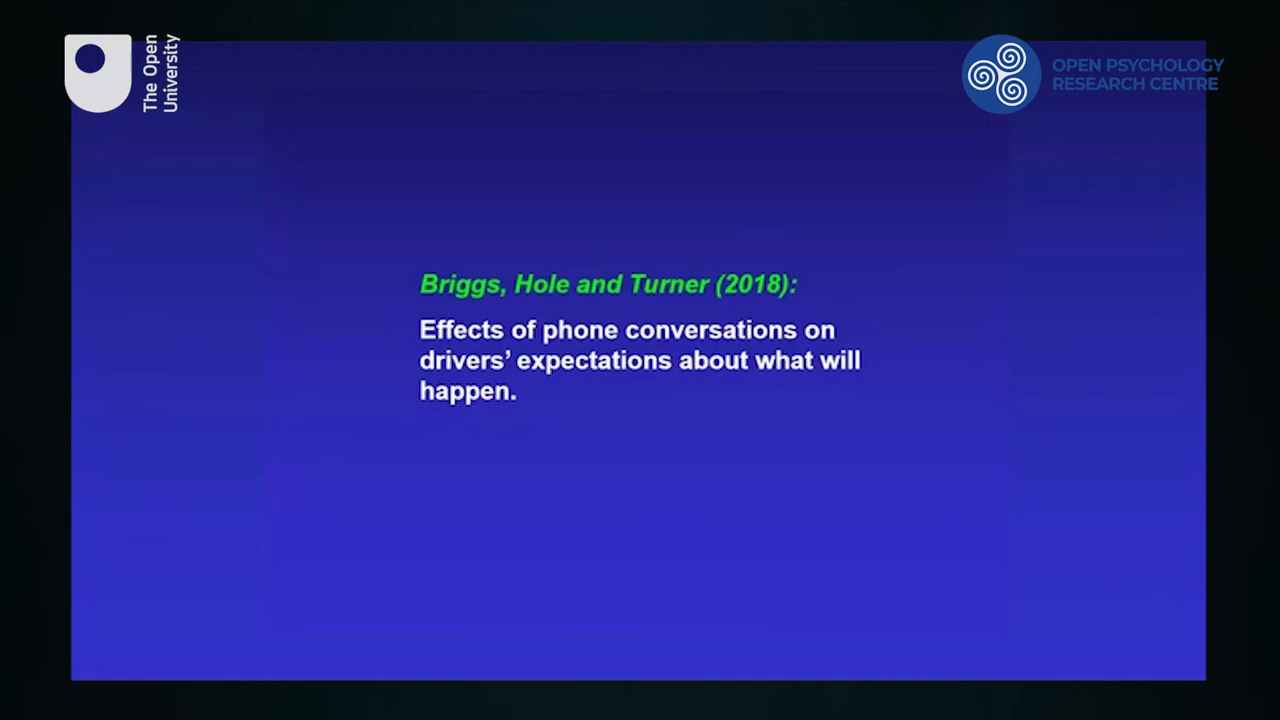 The Open
University
OPEN PSYCHOLOGY
RESEARCH CENTRE
Briggs, Hole and Turner (2018):
Effects of phone conversations on
drivers’ expectations about what will
happen.